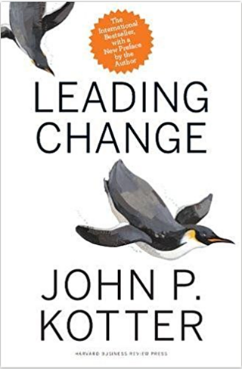 The
International
Bestseller,
with a
New Preface
by the
Author
LEADING
CHANGE
JOHN P.
KOTTER
HARVARD BUSINESS REVIEW PRESS